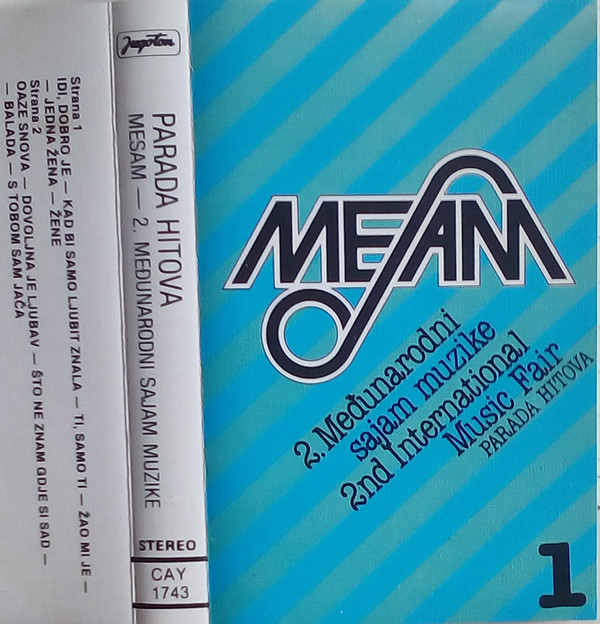 Strana 1
IDI, DOBRO JE — KAD BI SAMO LJUBIT ZNALA — TI, SAMO TI — ŽAO MI JE —
— JEDNA ŽENA — ŽENE
Strana 2
OAZE SNOVA — DOVOLJNA JE LJUBAV — ŠTO NE ZNAM GDJE SI SAD —
— BALADA — S TOBOM SAM JAČA
Jugoton
PARADA HITOVA
MESAM — 2. MEĐUNARODNI SAJAM MUZIKE
STEREO
CAY
1743
MESAM
2. Međunarodni
sajam muzike
2nd International
Music Fair
PARADA HITOVA
1